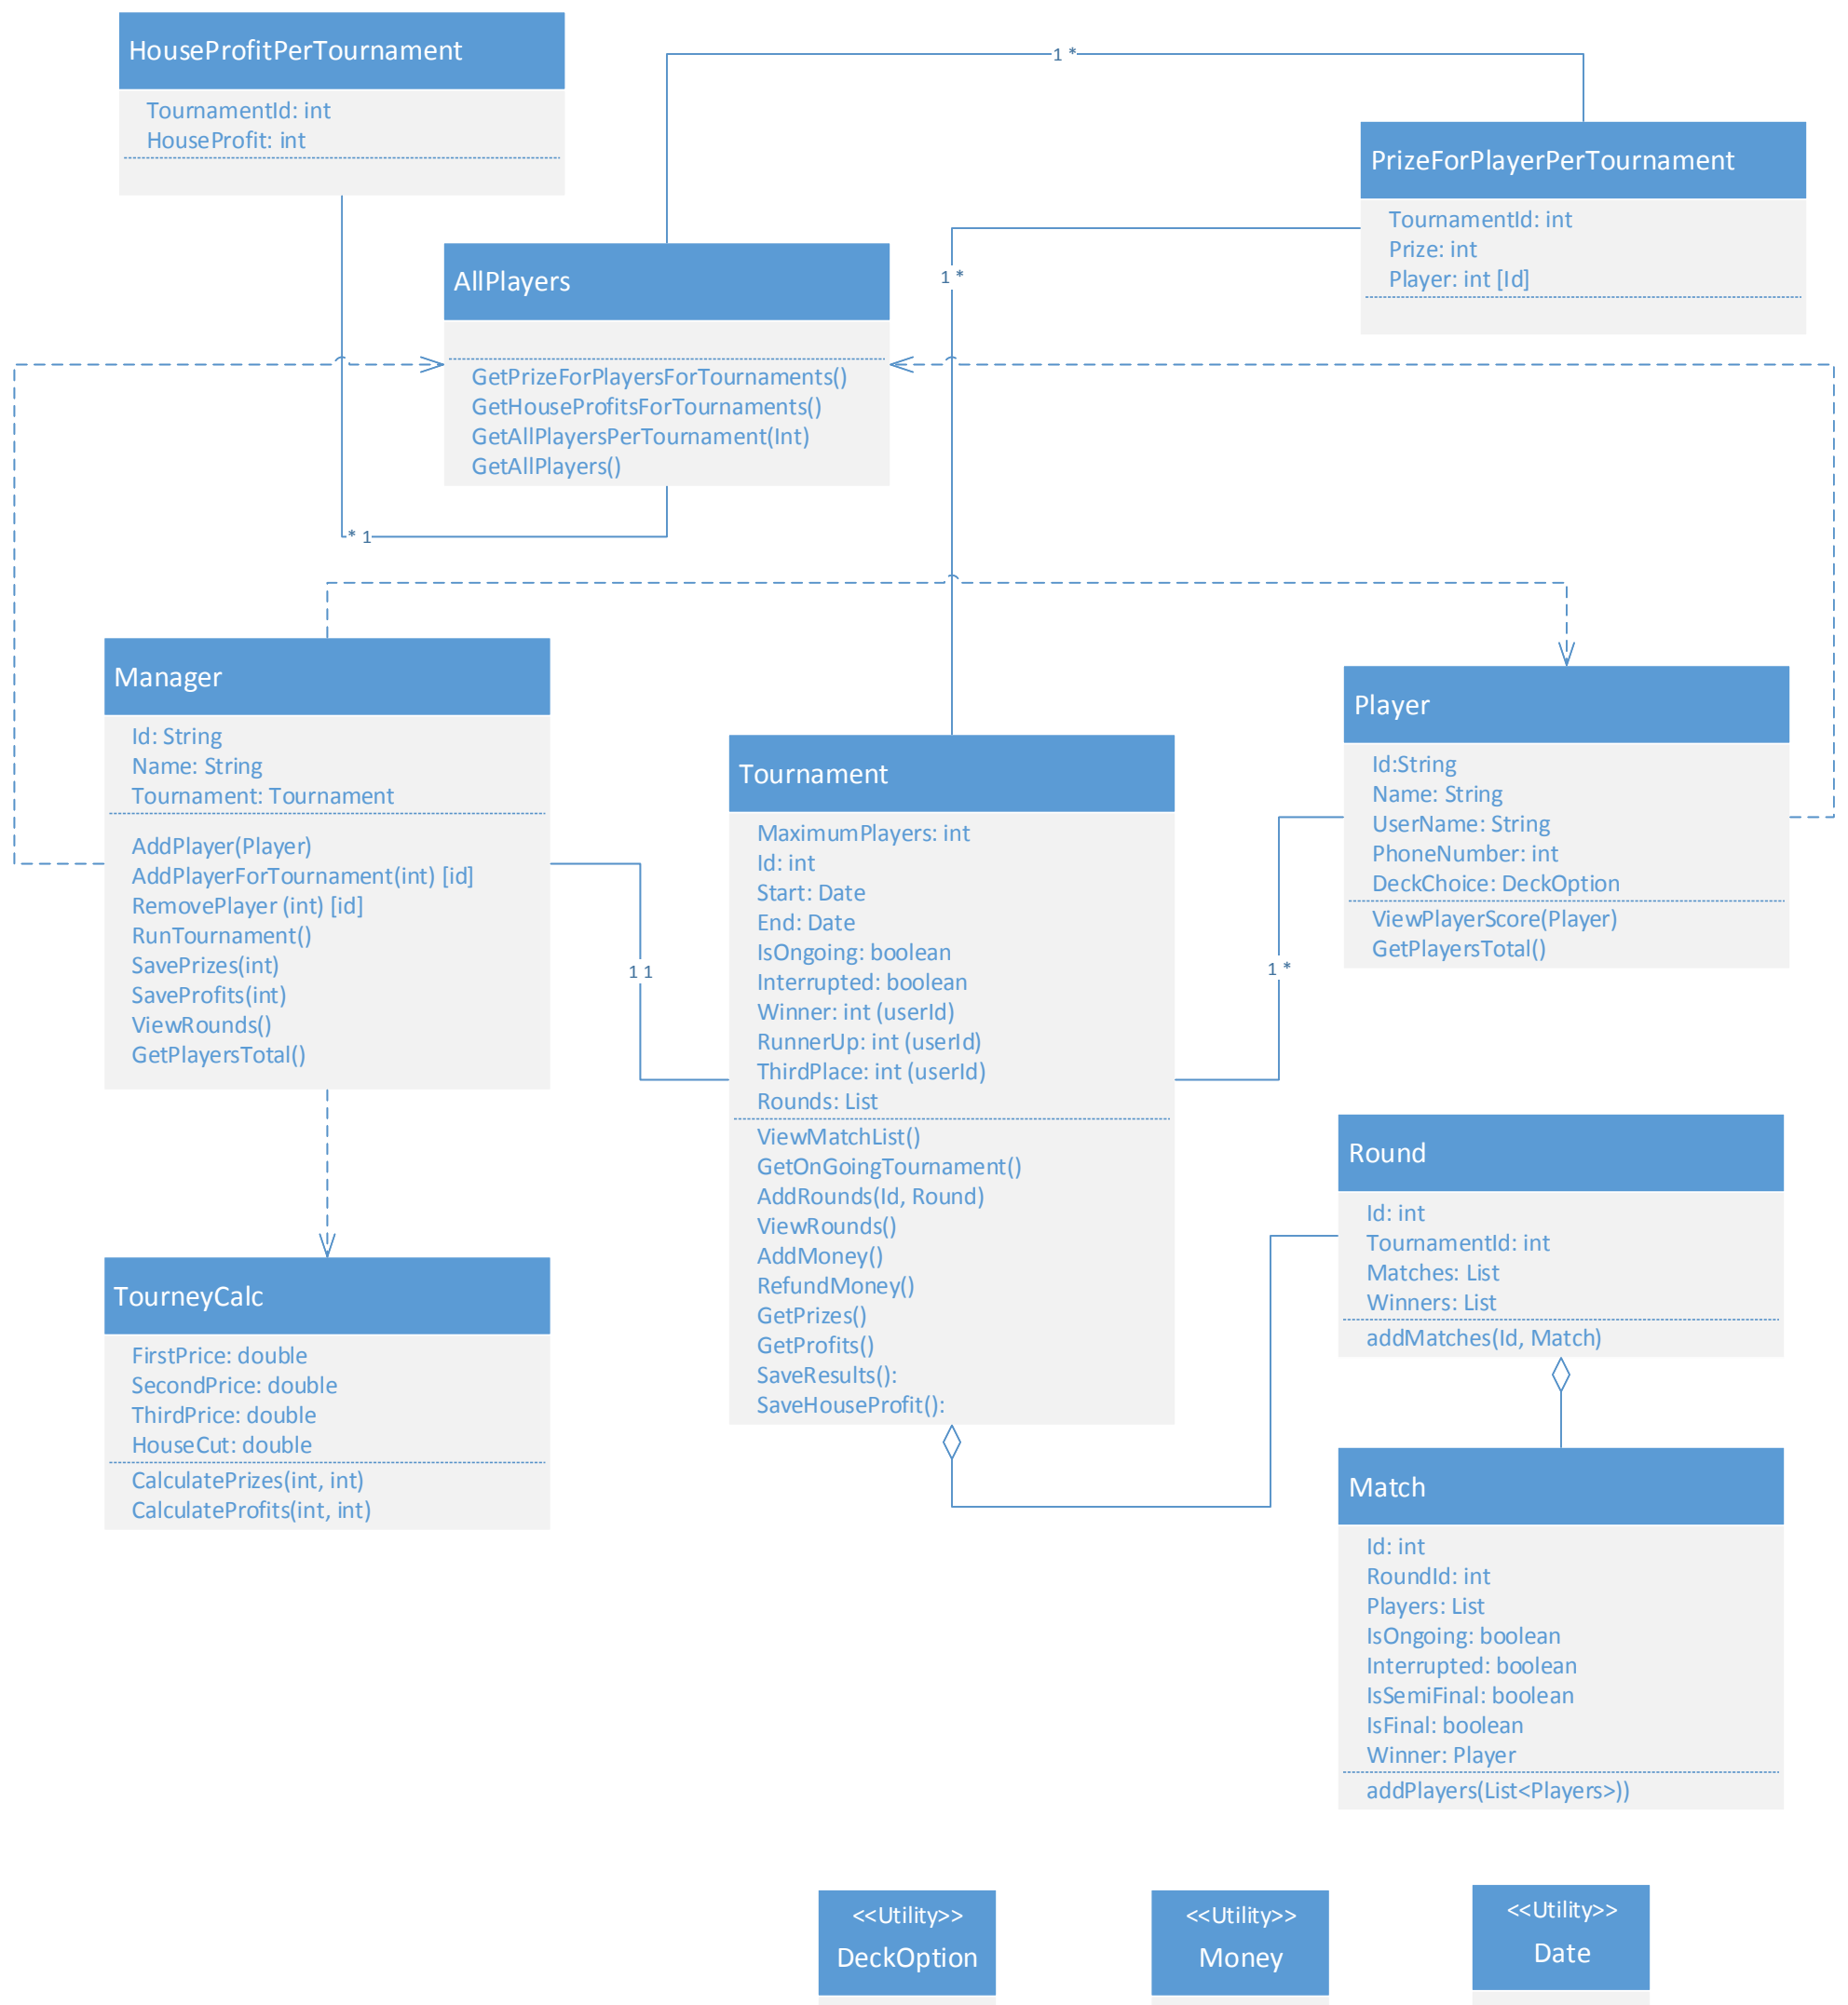 HouseProfitPerTournament
TournamentId: int
HouseProfit: int
1 *
PrizeForPlayerPerTournament
TournamentId: int
Prize: int
Player: int [Id]
1 *
AllPlayers
GetPrizeForPlayersForTournaments()
GetHouseProfitsForTournaments()
GetAllPlayersPerTournament(Int)
GetAllPlayers()
* 1
Manager
Id: String
Name: String
Tournament: Tournament
AddPlayer(Player)
AddPlayerForTournament(int) [id]
RemovePlayer (int) [id]
RunTournament()
SavePrizes(int)
SaveProfits(int)
ViewRounds()
GetPlayersTotal()
1 1
Tournament
MaximumPlayers: int
Id: int
Start: Date
End: Date
IsOngoing: boolean
Interrupted: boolean
Winner: int (userId)
RunnerUp: int (userId)
ThirdPlace: int (userId)
Rounds: List
ViewMatchList()
GetOnGoingTournament()
AddRounds(Id, Round)
ViewRounds()
AddMoney()
RefundMoney()
GetPrizes()
GetProfits()
SaveResults():
SaveHouseProfit():
1 *
Player
Id:String
Name: String
UserName: String
PhoneNumber: int
DeckChoice: DeckOption
ViewPlayerScore(Player)
GetPlayersTotal()
TourneyCalc
FirstPrice: double
SecondPrice: double
ThirdPrice: double
HouseCut: double
CalculatePrizes(int, int)
CalculateProfits(int, int)
Round
Id: int
TournamentId: int
Matches: List
Winners: List
addMatches(Id, Match)
Match
Id: int
RoundId: int
Players: List
IsOngoing: boolean
Interrupted: boolean
IsSemiFinal: boolean
IsFinal: boolean
Winner: Player
addPlayers(List<Players>))
<<Utility>>
DeckOption
<<Utility>>
Money
<<Utility>>
Date